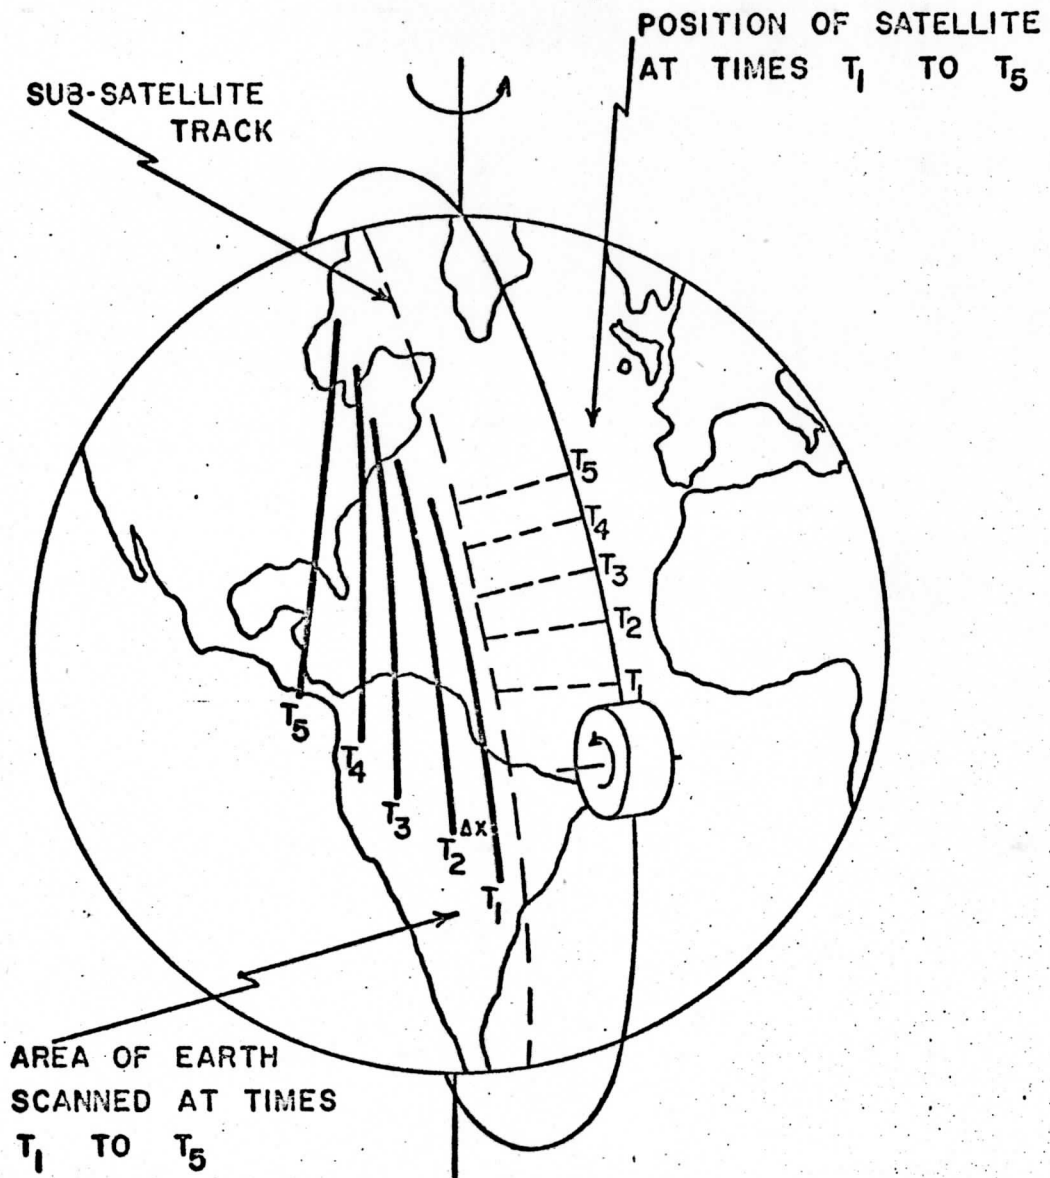 POSITION OF SATELLITE
AT TIMES T₁ TO T₅
SUB-SATELLITE
TRACK
T₅
T₄
T₃
T₂
T₁
T₅
T₄
T₃
T₂
ΔX
T₁
AREA OF EARTH
SCANNED AT TIMES
T₁ TO T₅